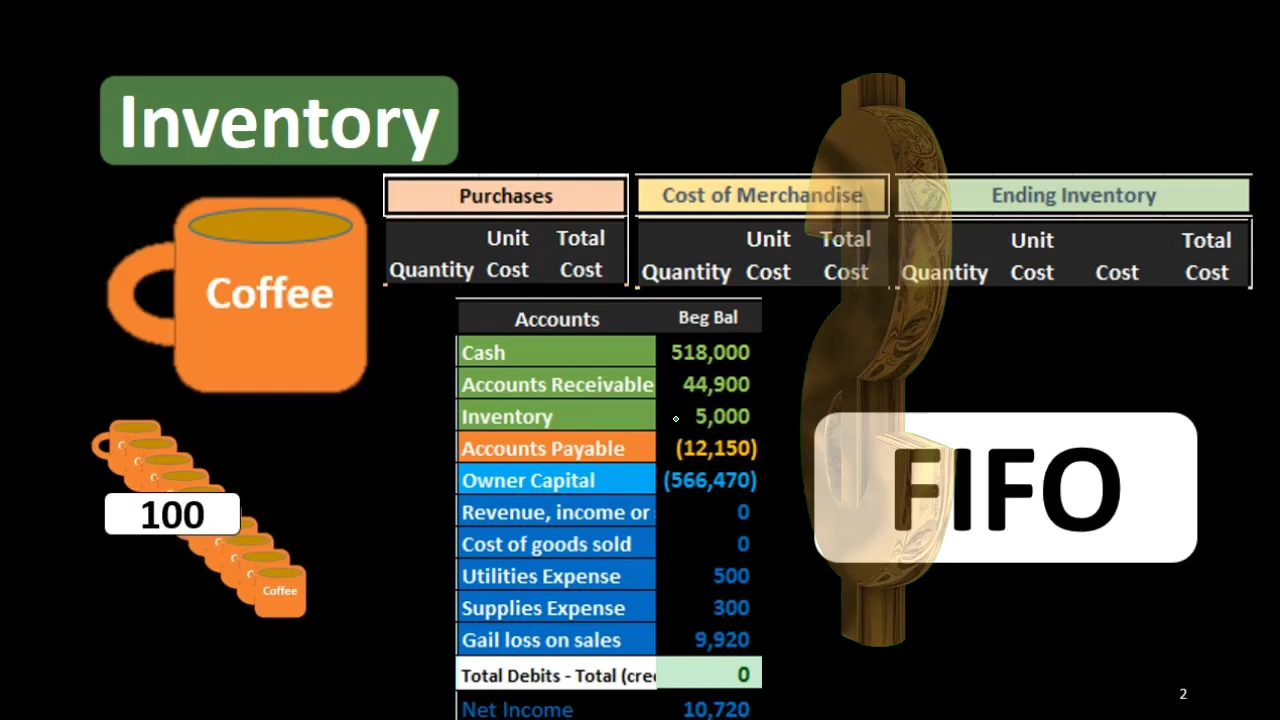 Inventory
Purchases Cost of Merchandise Ending Inventory
Unit Total Unit Total Unit Total
Quantity Cost Cost Quantity Cost Cost Quantity Cost Cost Cost
Coffee
Accounts Beg Bal
Cash 518,000
Accounts Receivable 44,900
Inventory 5,000
Accounts Payable (12,150)
Owner Capital (566,470)
Revenue, income or 0
Cost of goods sold 0
Utilities Expense 500
Supplies Expense 300
Gail loss on sales 9,920
Total Debits - Total (cre 0
Net Income 10,720
100
Coffee
FIFO
2